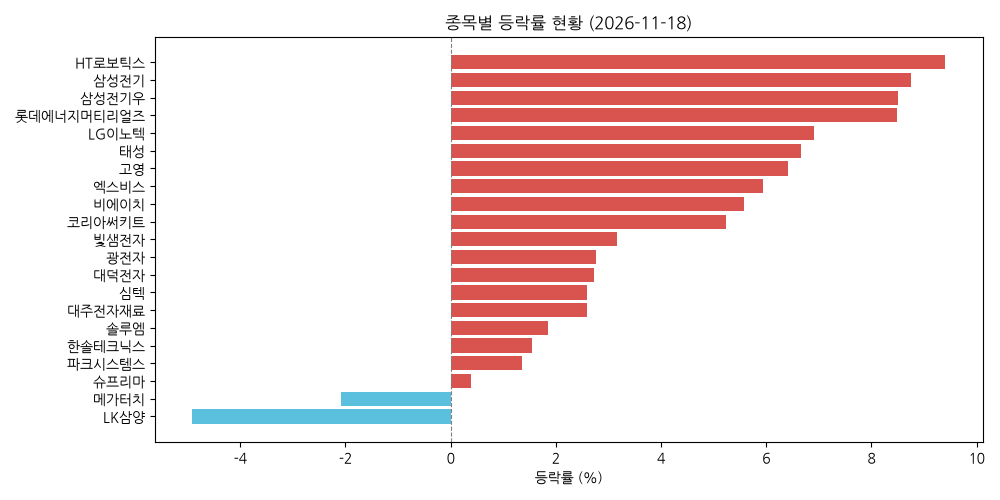 종목별 등락률 현황 (2026-11-18)
HT로보틱스
삼성전기
삼성전기우
롯데에너지머티리얼즈
LG이노텍
태성
고영
엑스비스
비에이치
코리아써키트
빛샘전자
광전자
대덕전자
심텍
대주전자재료
솔루엠
한솔테크닉스
파크시스템스
슈프리마
메가터치
LK삼양
-4 -2 0 2 4 6 8 10
등락률 (%)